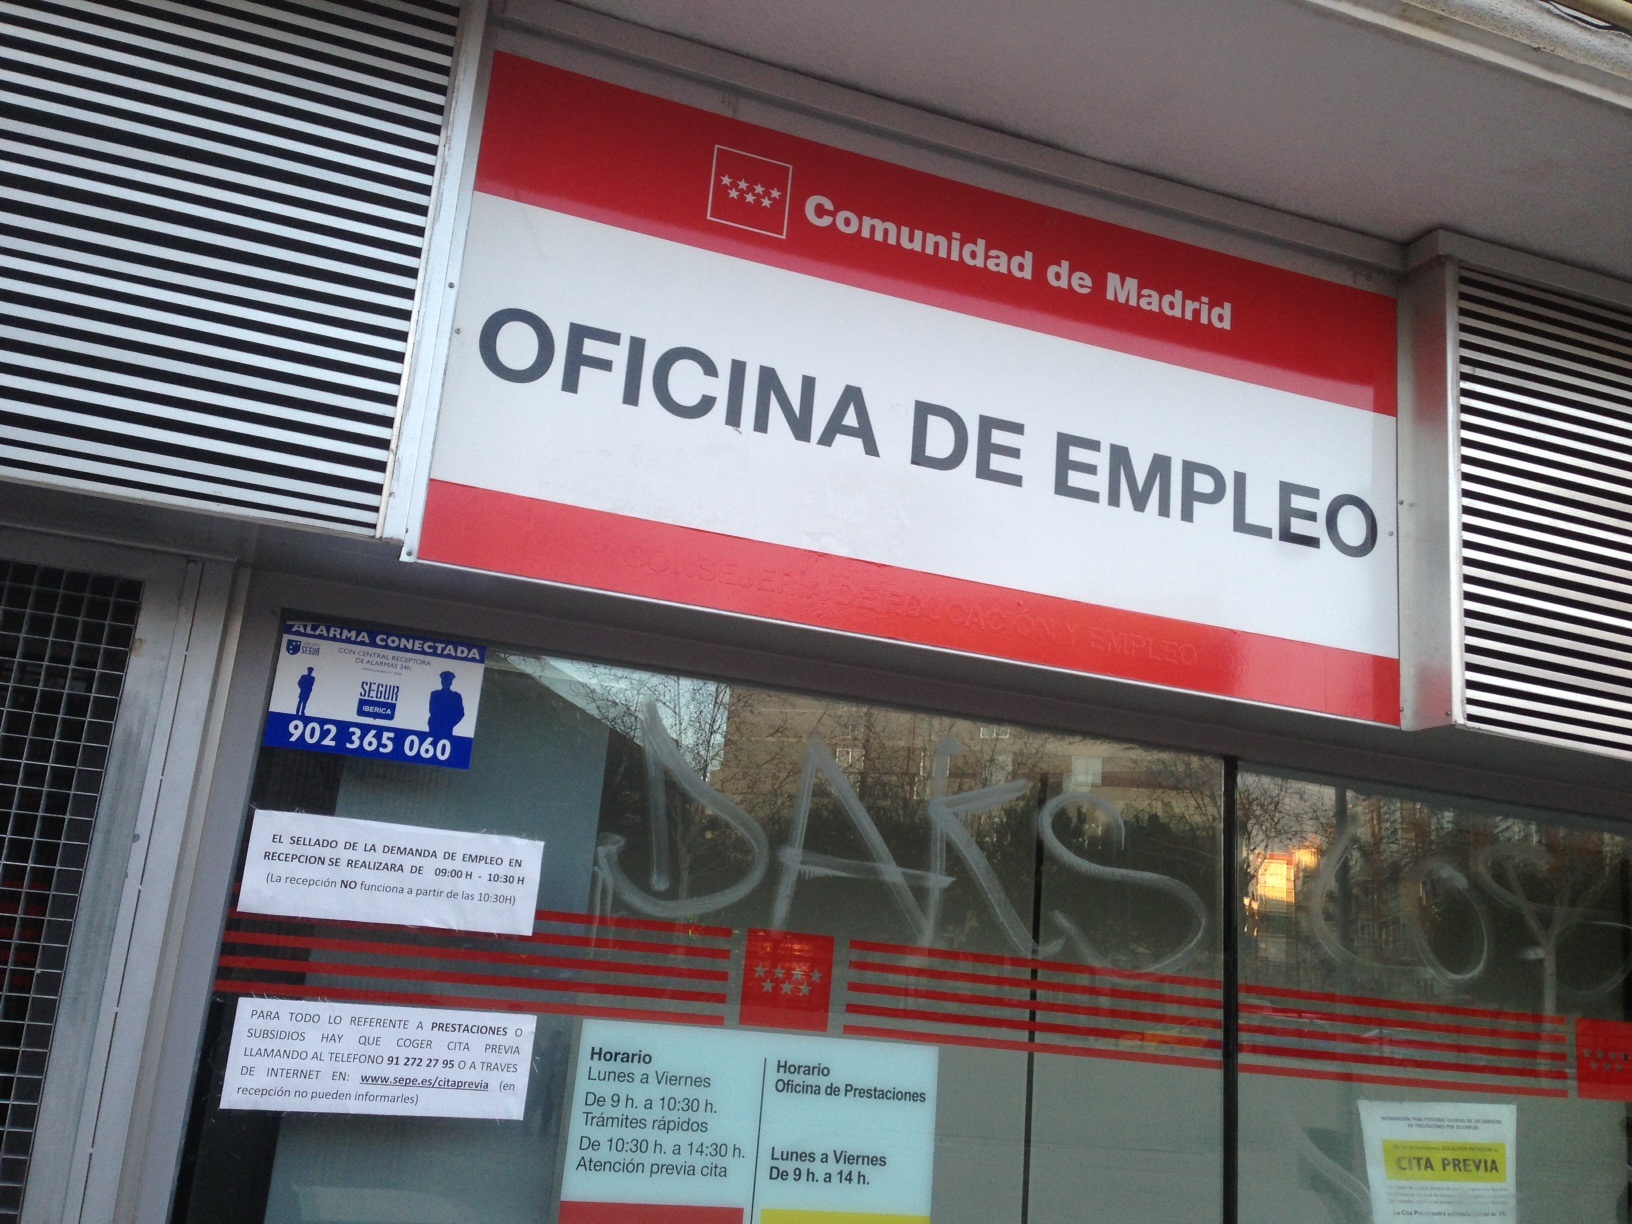 Comunidad de Madrid
OFICINA DE EMPLEO
CONSEJERIA DE EDUCACIÓN Y EMPLEO
ALARMA CONECTADA
SEGUR
CON CENTRAL RECEPTORA
DE ALARMAS 24h
SEGUR
IBERICA
902 365 060
EL SELLADO DE LA DEMANDA DE EMPLEO EN
RECEPCION SE REALIZARA DE 09:00 H - 10:30 H
(La recepción NO funciona a partir de las 10:30H)
PARA TODO LO REFERENTE A PRESTACIONES O
SUBSIDIOS HAY QUE COGER CITA PREVIA
LLAMANDO AL TELEFONO 91 272 27 95 O A TRAVES
DE INTERNET EN: www.sepe.es/citaprevia (en
recepción no pueden informarles)
Horario
Lunes a Viernes
De 9 h. a 10:30 h.
Trámites rápidos
De 10:30 h. a 14:30 h.
Atención previa cita
Horario
Oficina de Prestaciones
Lunes a Viernes
De 9 h. a 14 h.
DAKS
CITA PREVIA